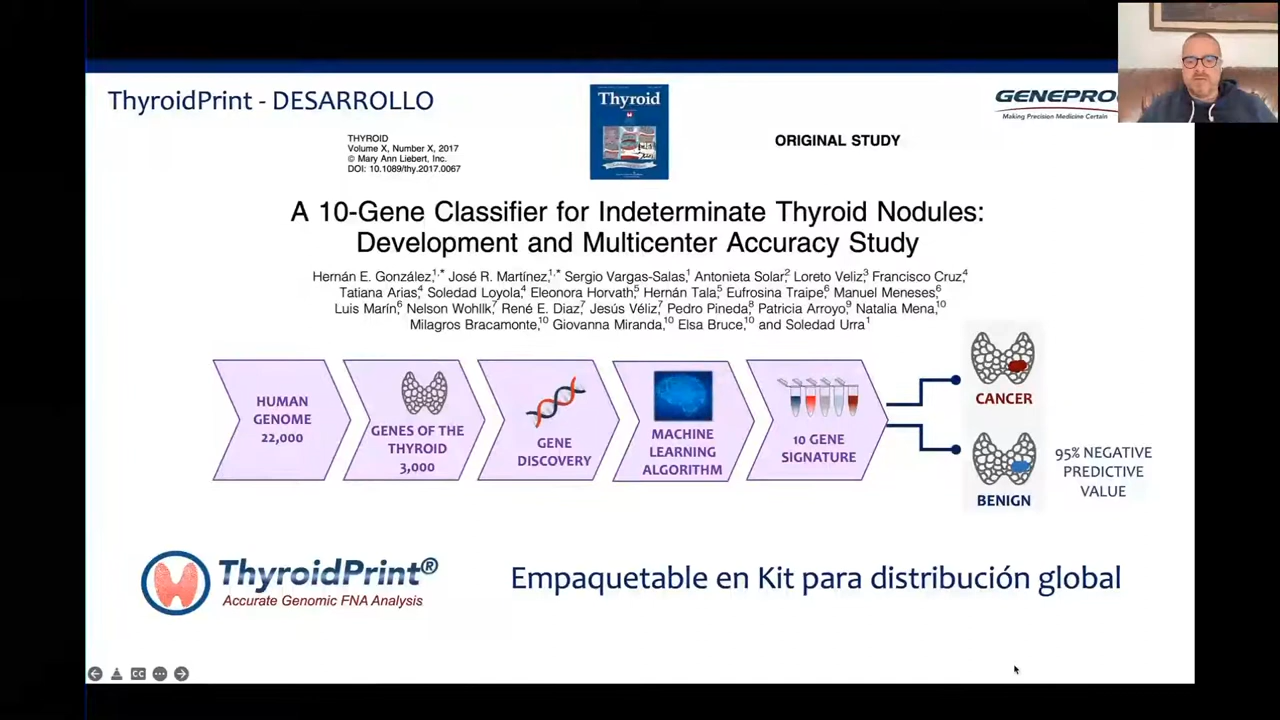 ThyroidPrint - DESARROLLO
THYROID
Volume X, Number X, 2017
© Mary Ann Liebert, Inc.
DOI: 10.1089/thy.2017.0067
Thyroid
ORIGINAL STUDY
GENEPRO
Making Precision Medicine Certain
A 10-Gene Classifier for Indeterminate Thyroid Nodules:
Development and Multicenter Accuracy Study
Hernán E. González,1,* José R. Martínez,1,* Sergio Vargas-Salas,1 Antonieta Solar,2 Loreto Veliz,3 Francisco Cruz,4
Tatiana Arias,4 Soledad Loyola,4 Eleonora Horvath,5 Hernán Tala,5 Eufrosina Traipe,6 Manuel Meneses,6
Luis Marín,6 Nelson Wohllk,7 René E. Diaz,7 Jesús Véliz,7 Pedro Pineda,8 Patricia Arroyo,9 Natalia Mena,10
Milagros Bracamonte,10 Giovanna Miranda,10 Elsa Bruce,10 and Soledad Urra1
HUMAN
GENOME
22,000
GENES OF THE
THYROID
3,000
GENE
DISCOVERY
MACHINE
LEARNING
ALGORITHM
10 GENE
SIGNATURE
CANCER
BENIGN
95% NEGATIVE
PREDICTIVE
VALUE
ThyroidPrint®
Accurate Genomic FNA Analysis
Empaquetable en Kit para distribución global
CC